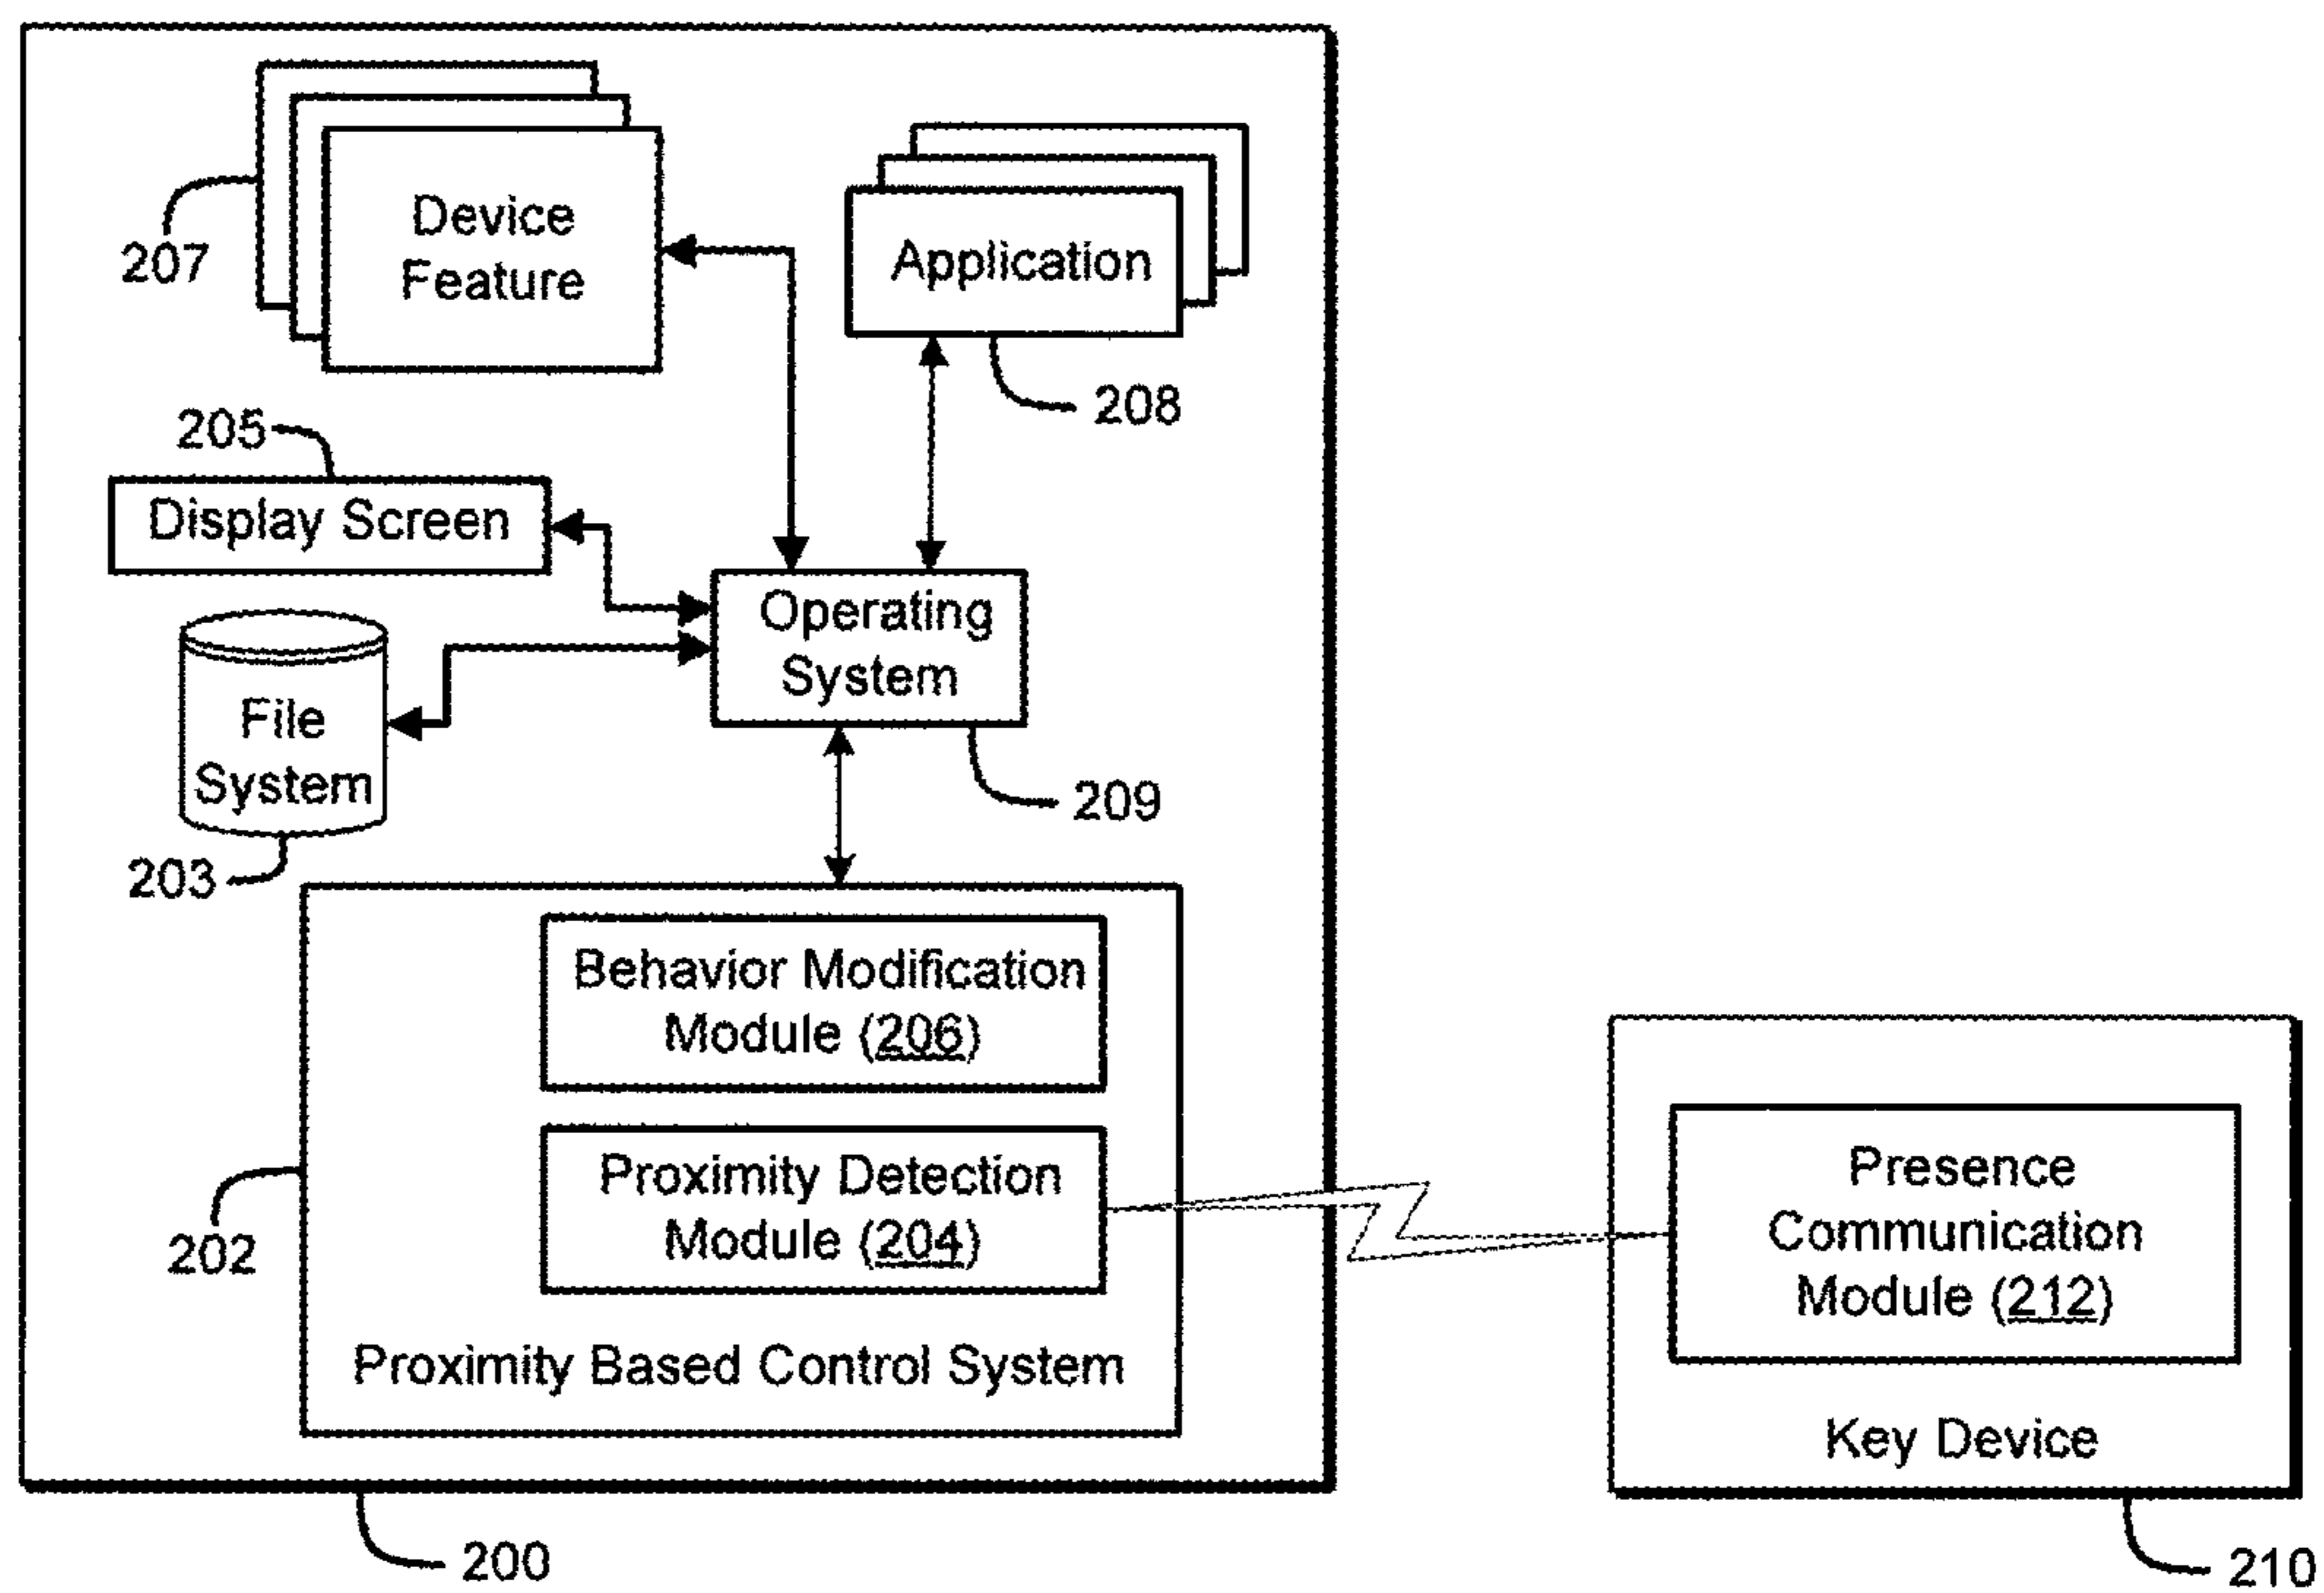 Device
Feature
207
Application
208
205
Display Screen
Operating
System
File
System
209
203
Behavior Modification
Module (206)
Proximity Detection
Module (204)
202
Proximity Based Control System
Presence
Communication
Module (212)
Key Device
200
210